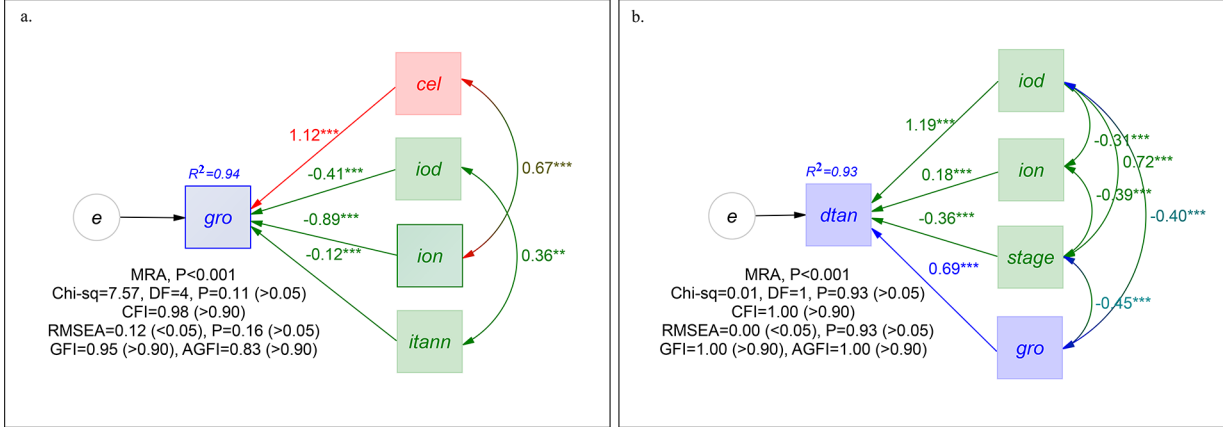 a.
cel
1.12***
0.67***
iod
-0.41***
R²=0.94
e
gro
-0.89***
ion
0.36**
-0.12***
MRA, P<0.001
Chi-sq=7.57, DF=4, P=0.11 (>0.05)
CFI=0.98 (>0.90)
RMSEA=0.12 (<0.05), P=0.16 (>0.05)
GFI=0.95 (>0.90), AGFI=0.83 (>0.90)
itann
b.
iod
1.19***
-0.31***
0.72***
R²=0.93
0.18***
ion
-0.39***
e
dtan
-0.36***
-0.40***
stage
0.69***
MRA, P<0.001
Chi-sq=0.01, DF=1, P=0.93 (>0.05)
CFI=1.00 (>0.90)
RMSEA=0.00 (<0.05), P=0.93 (>0.05)
GFI=1.00 (>0.90), AGFI=1.00 (>0.90)
-0.45***
gro